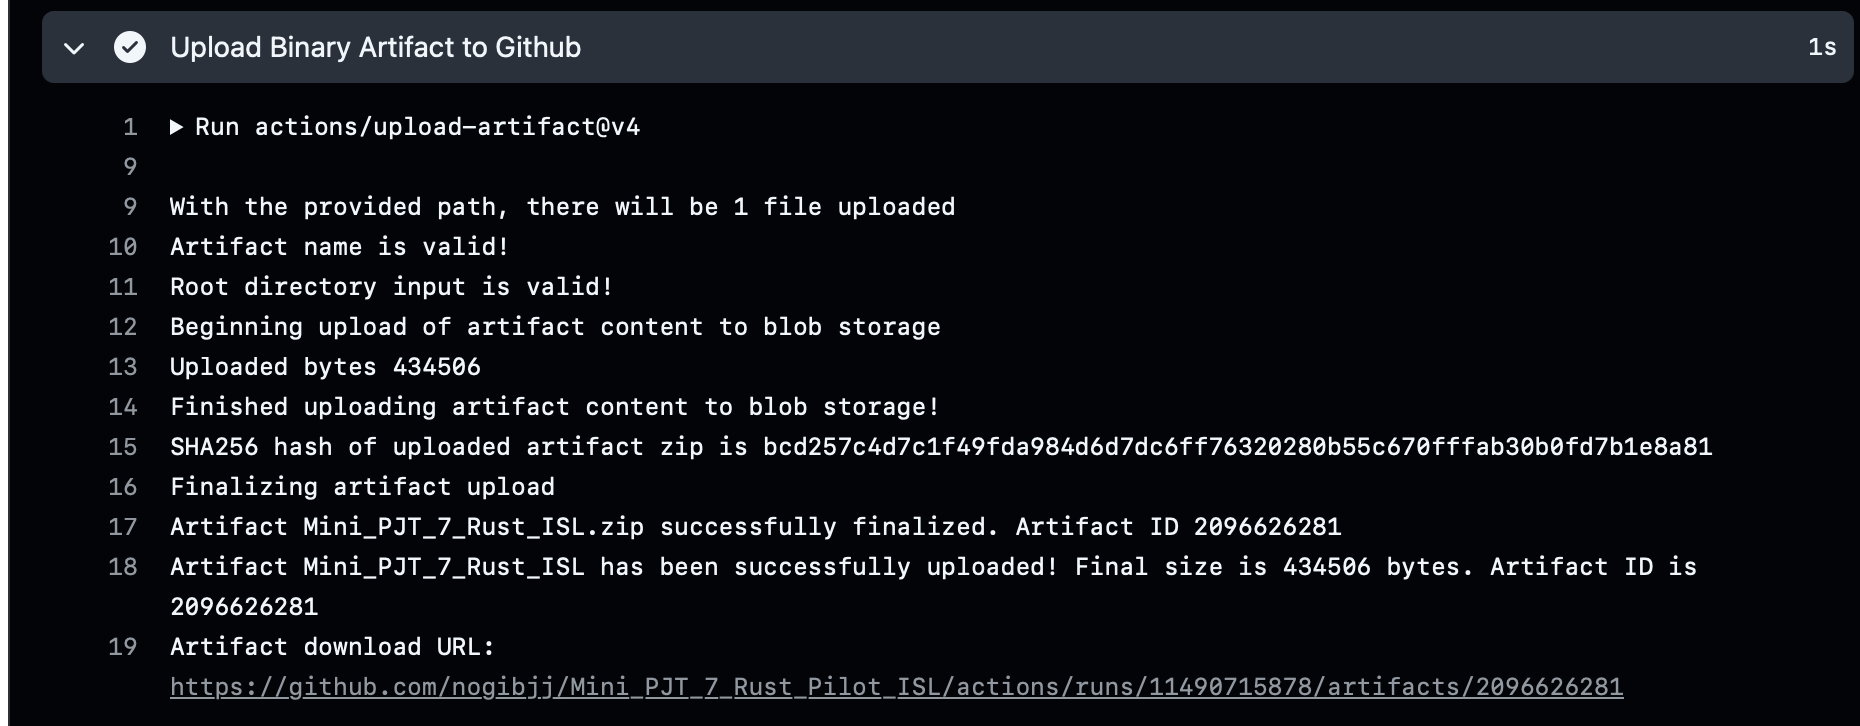 Upload Binary Artifact to Github
1s
1 ▶ Run actions/upload-artifact@v4
9
9 With the provided path, there will be 1 file uploaded
10 Artifact name is valid!
11 Root directory input is valid!
12 Beginning upload of artifact content to blob storage
13 Uploaded bytes 434506
14 Finished uploading artifact content to blob storage!
15 SHA256 hash of uploaded artifact zip is bcd257c4d7c1f49fda984d6d7dc6ff76320280b55c670fffab30b0fd7b1e8a81
16 Finalizing artifact upload
17 Artifact Mini_PJT_7_Rust_ISL.zip successfully finalized. Artifact ID 2096626281
18 Artifact Mini_PJT_7_Rust_ISL has been successfully uploaded! Final size is 434506 bytes. Artifact ID is
2096626281
19 Artifact download URL:
https://github.com/nogibjj/Mini_PJT_7_Rust_Pilot_ISL/actions/runs/11490715878/artifacts/2096626281